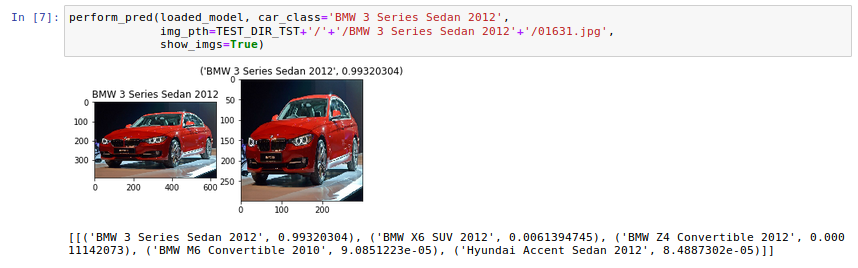 In [7]: perform_pred(loaded_model, car_class='BMW 3 Series Sedan 2012',
img_pth=TEST_DIR_TST+'/'+'/BMW 3 Series Sedan 2012'+'/01631.jpg',
show_imgs=True)
('BMW 3 Series Sedan 2012', 0.99320304)
BMW 3 Series Sedan 2012
0
100
200
300
0 200 400 600
0
50
100
150
200
250
0 200
[[('BMW 3 Series Sedan 2012', 0.99320304), ('BMW X6 SUV 2012', 0.0061394745), ('BMW Z4 Convertible 2012', 0.000
11142073), ('BMW M6 Convertible 2010', 9.0851223e-05), ('Hyundai Accent Sedan 2012', 8.4887302e-05)]]